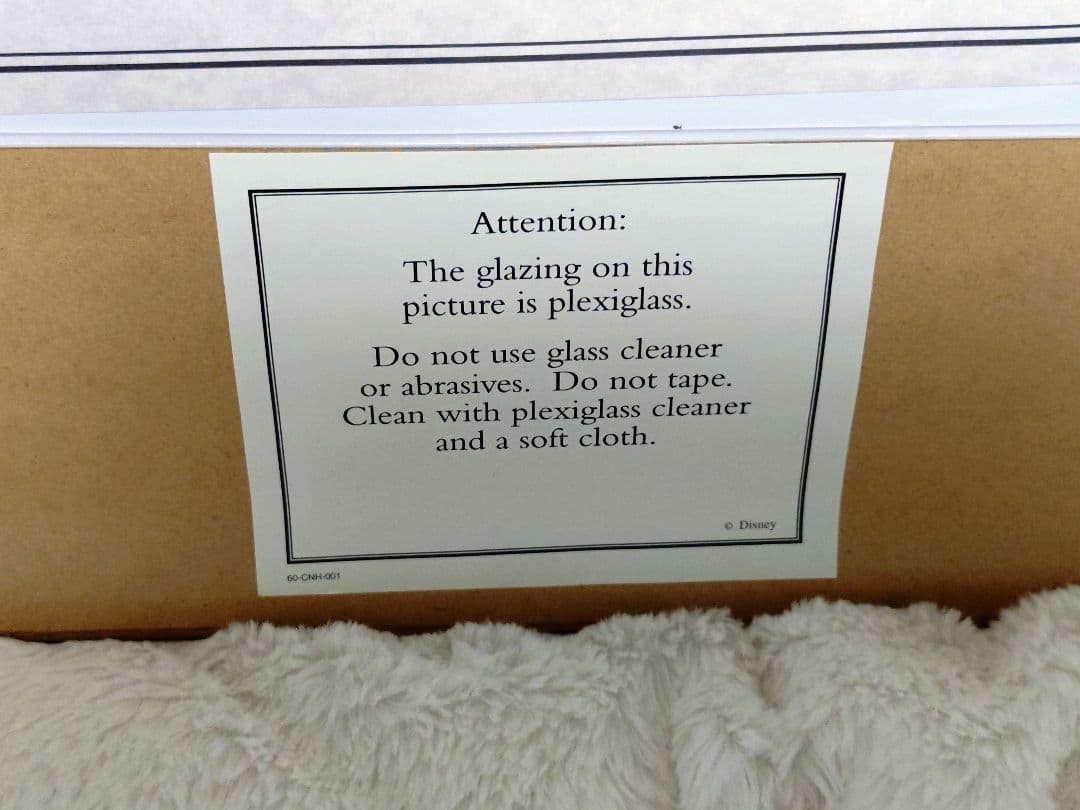 Attention:
The glazing on this
picture is plexiglass.
Do not use glass cleaner
or abrasives. Do not tape.
Clean with plexiglass cleaner
and a soft cloth.
© Disney
60-CNH-001